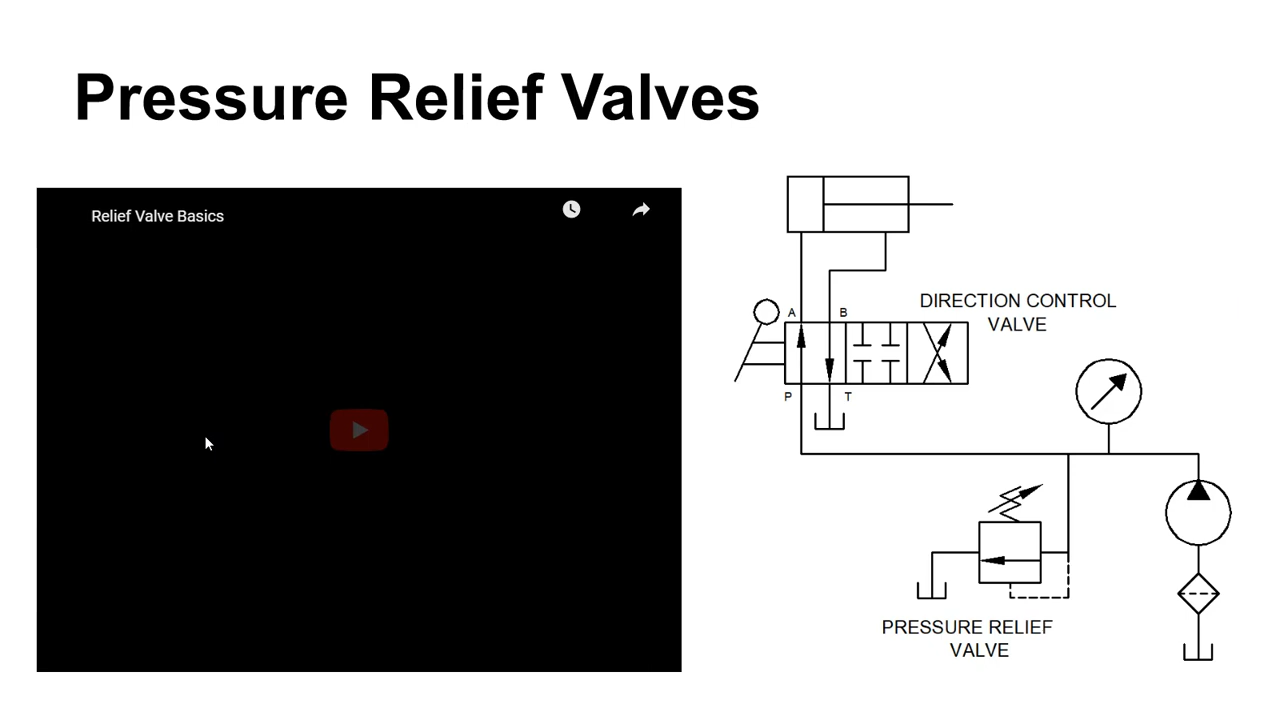 Pressure Relief Valves
Relief Valve Basics
A
B
DIRECTION CONTROL
VALVE
P
T
PRESSURE RELIEF
VALVE